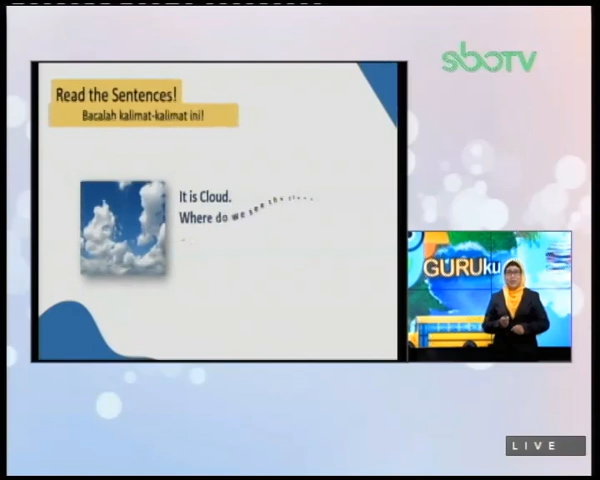 sboTV
Read the Sentences!
Bacalah kalimat-kalimat ini!
It is Cloud.
Where do we see the
GURUku
LIVE